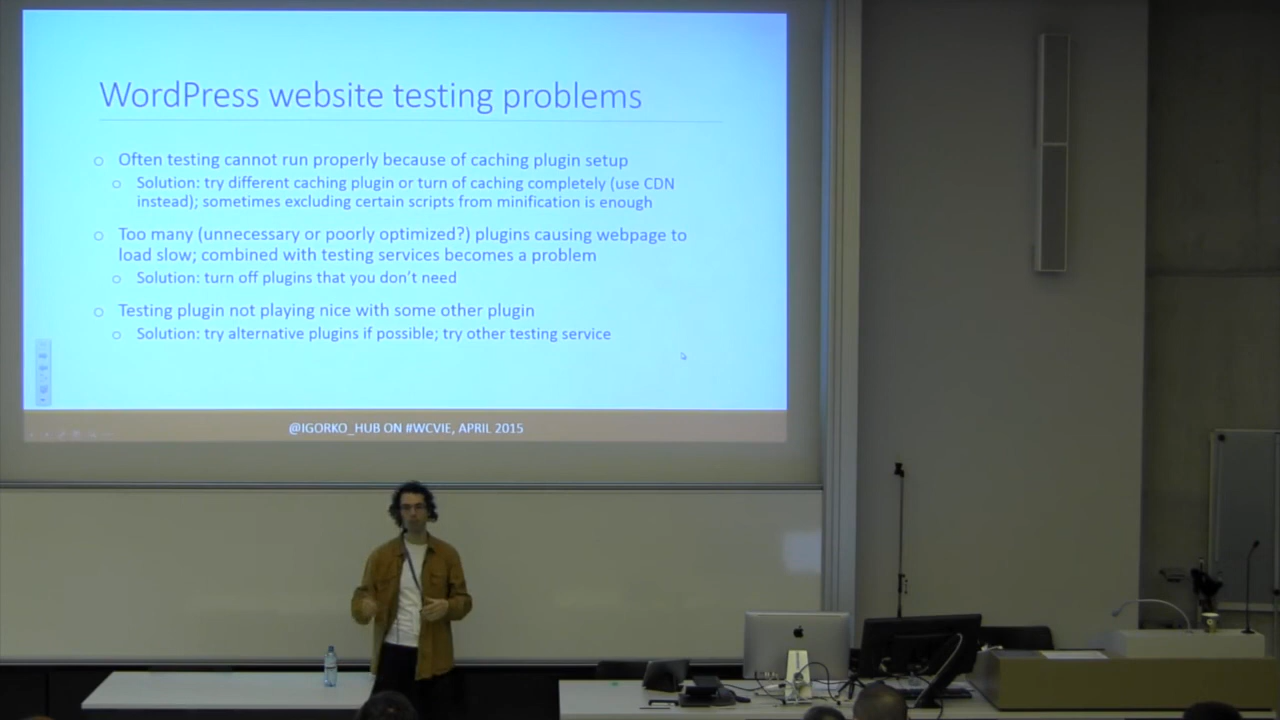 WordPress website testing problems
Often testing cannot run properly because of caching plugin setup
Solution: try different caching plugin or turn of caching completely (use CDN
instead); sometimes excluding certain scripts from minification is enough
Too many (unnecessary or poorly optimized?) plugins causing webpage to
load slow; combined with testing services becomes a problem
Solution: turn off plugins that you don't need
Testing plugin not playing nice with some other plugin
Solution: try alternative plugins if possible; try other testing service
@IGORKO_HUB ON #WCVIE, APRIL 2015